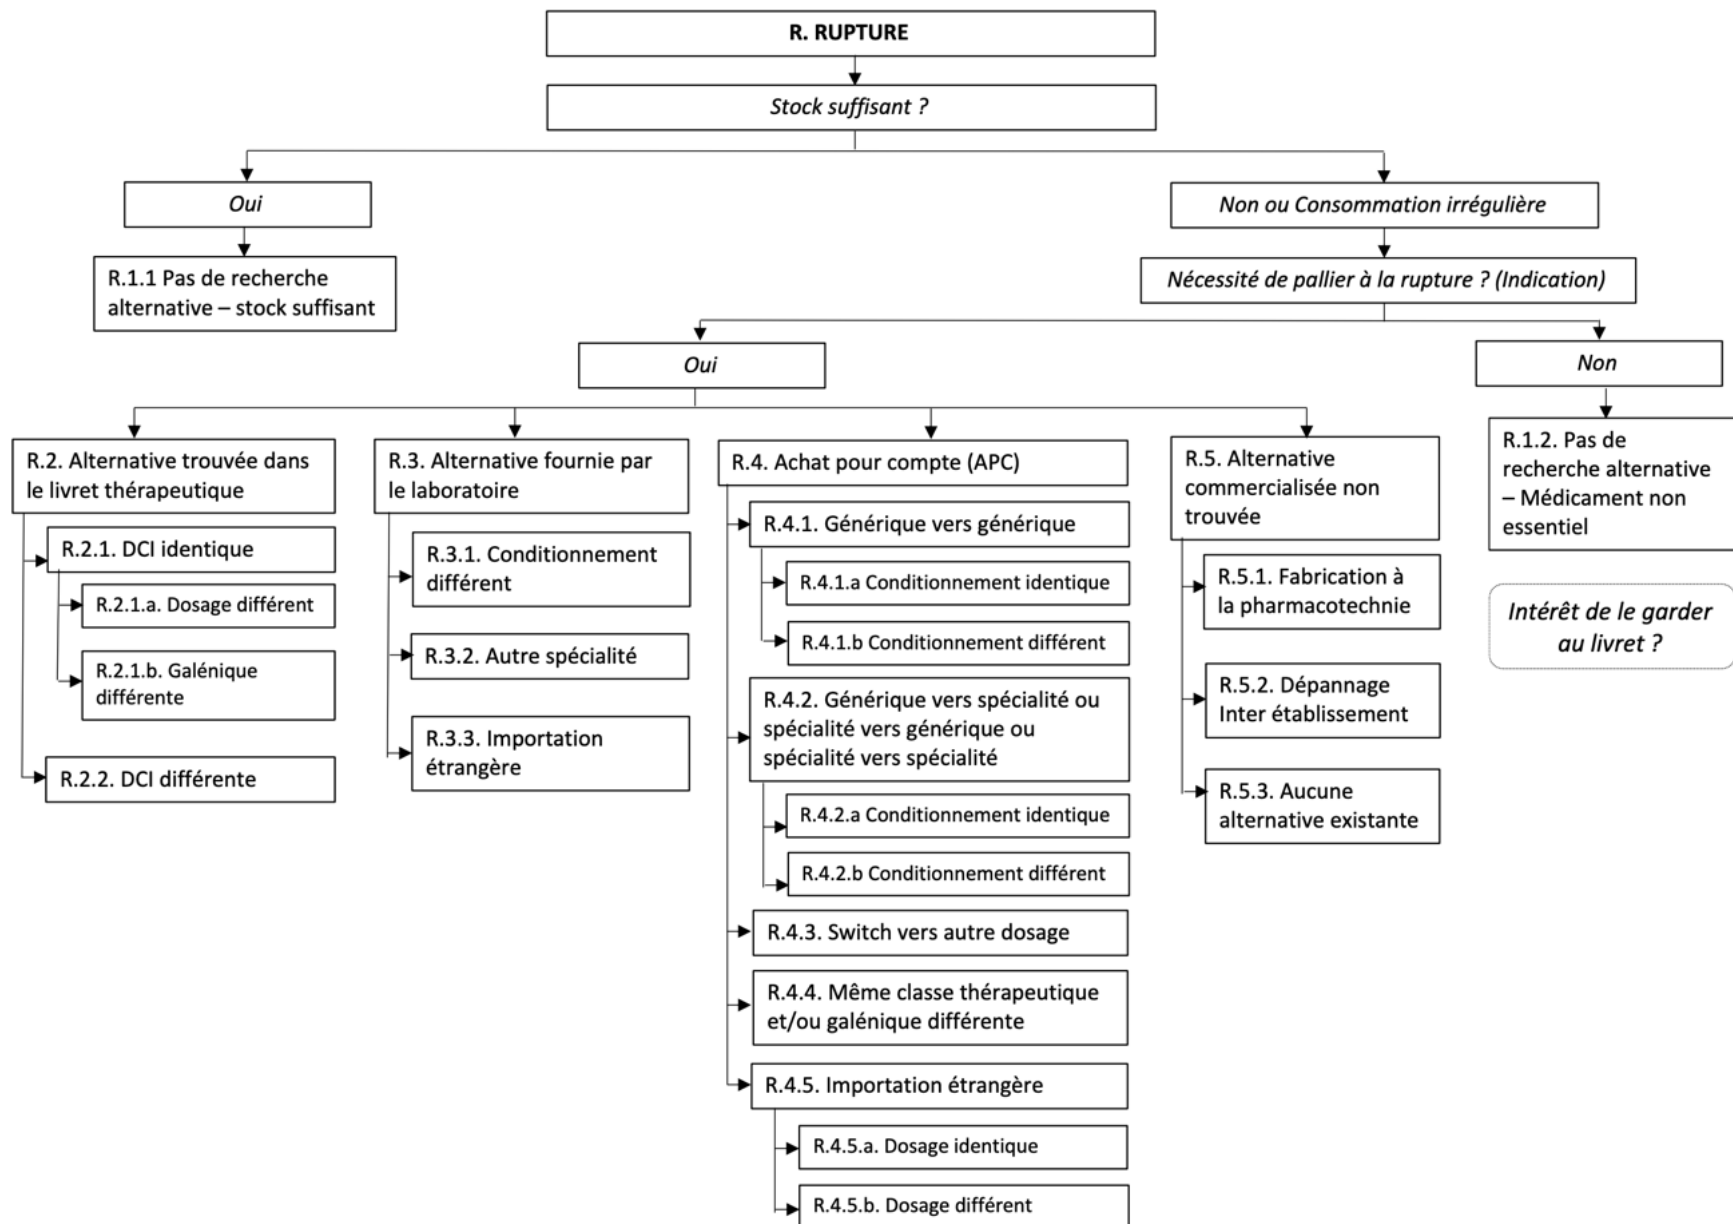 R. RUPTURE
Stock suffisant ?
Oui
Non ou Consommation irrégulière
R.1.1 Pas de recherche
alternative – stock suffisant
Nécessité de pallier à la rupture ? (Indication)
Oui
Non
R.2. Alternative trouvée dans
le livret thérapeutique
R.2.1. DCI identique
R.2.1.a. Dosage différent
R.2.1.b. Galénique
différente
R.2.2. DCI différente
R.3. Alternative fournie par
le laboratoire
R.3.1. Conditionnement
différent
R.3.2. Autre spécialité
R.3.3. Importation
étrangère
R.4. Achat pour compte (APC)
R.4.1. Générique vers générique
R.4.1.a Conditionnement identique
R.4.1.b Conditionnement différent
R.4.2. Générique vers spécialité ou
spécialité vers générique ou
spécialité vers spécialité
R.4.2.a Conditionnement identique
R.4.2.b Conditionnement différent
R.4.3. Switch vers autre dosage
R.4.4. Même classe thérapeutique
et/ou galénique différente
R.4.5. Importation étrangère
R.4.5.a. Dosage identique
R.4.5.b. Dosage différent
R.5. Alternative
commercialisée non
trouvée
R.5.1. Fabrication à
la pharmacotechnie
R.5.2. Dépannage
Inter établissement
R.5.3. Aucune
alternative existante
R.1.2. Pas de
recherche alternative
– Médicament non
essentiel
Intérêt de le garder
au livret ?